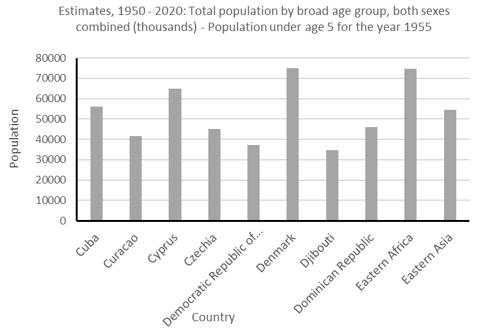 Estimates, 1950 - 2020: Total population by broad age group, both sexes
combined (thousands) - Population under age 5 for the year 1955
80000
70000
60000
50000
40000
30000
20000
10000
0
Population
Cuba
Curacao
Cyprus
Czechia
Democratic Republic of...
Denmark
Djibouti
Dominican Republic
Eastern Africa
Eastern Asia
Country